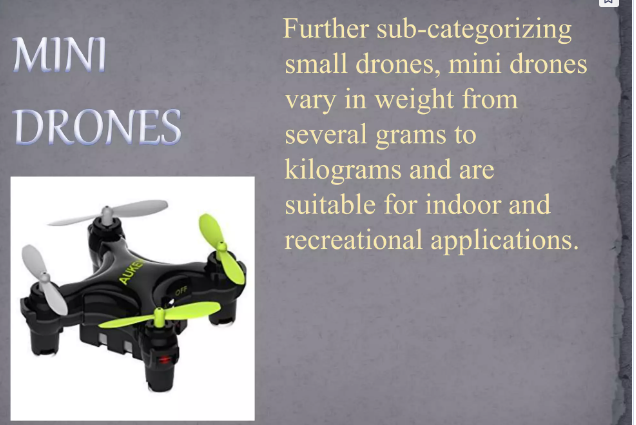 MINI
DRONES
Further sub-categorizing
small drones, mini drones
vary in weight from
several grams to
kilograms and are
suitable for indoor and
recreational applications.
AUKEY
OFF